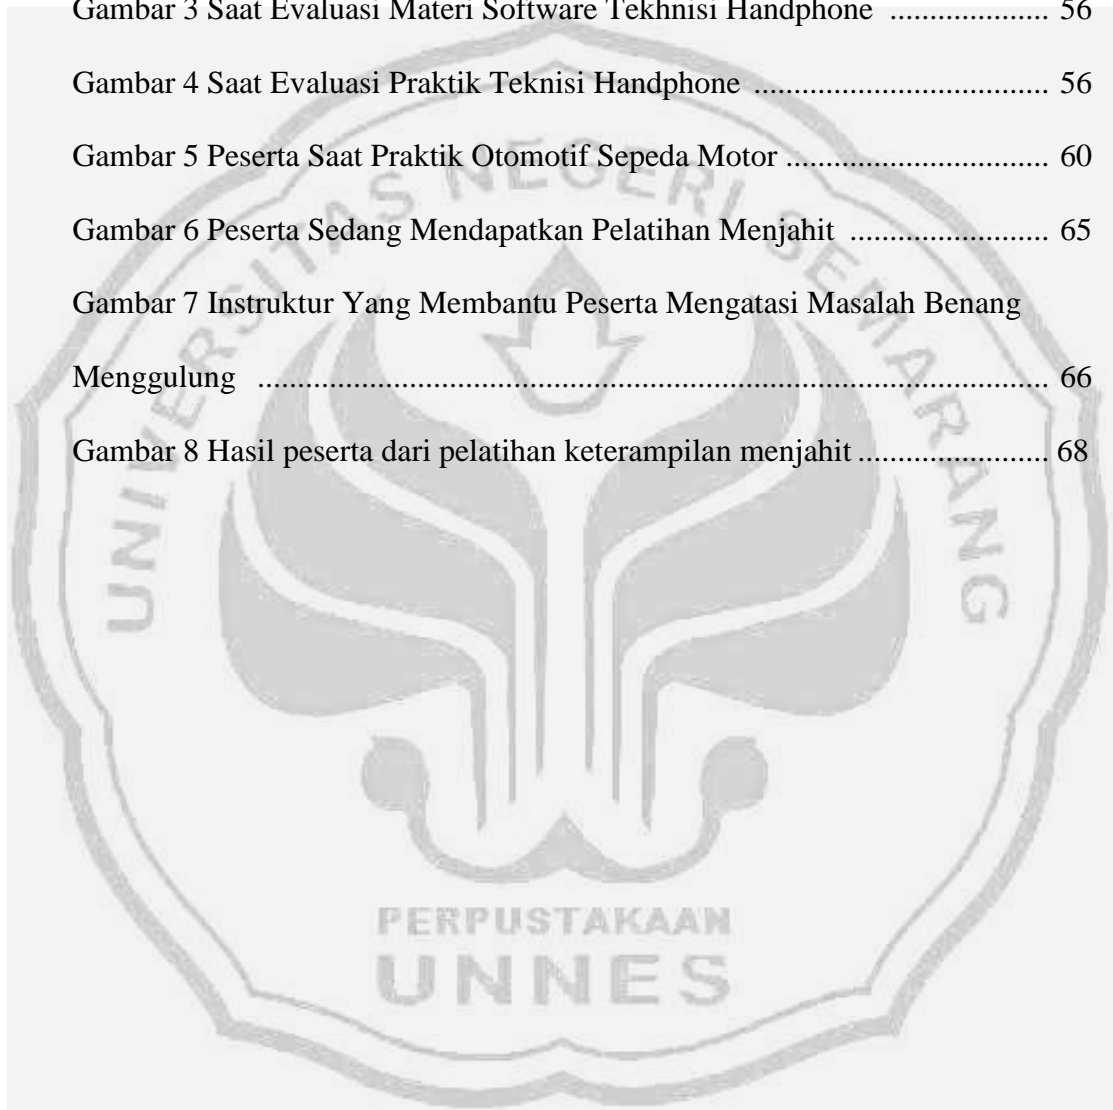 Gambar 3 Saat Evaluasi Materi Software Tekhnisi Handphone ................... 56
Gambar 4 Saat Evaluasi Praktik Teknisi Handphone ................................... 56
Gambar 5 Peserta Saat Praktik Otomotif Sepeda Motor ............................... 60
Gambar 6 Peserta Sedang Mendapatkan Pelatihan Menjahit ........................ 65
Gambar 7 Instruktur Yang Membantu Peserta Mengatasi Masalah Benang
Menggulung ................................................................................................ 66
Gambar 8 Hasil peserta dari pelatihan keterampilan menjahit ....................... 68
UNIVERSITAS NEGERI SEMARANG
PERPUSTAKAAN
UNNES